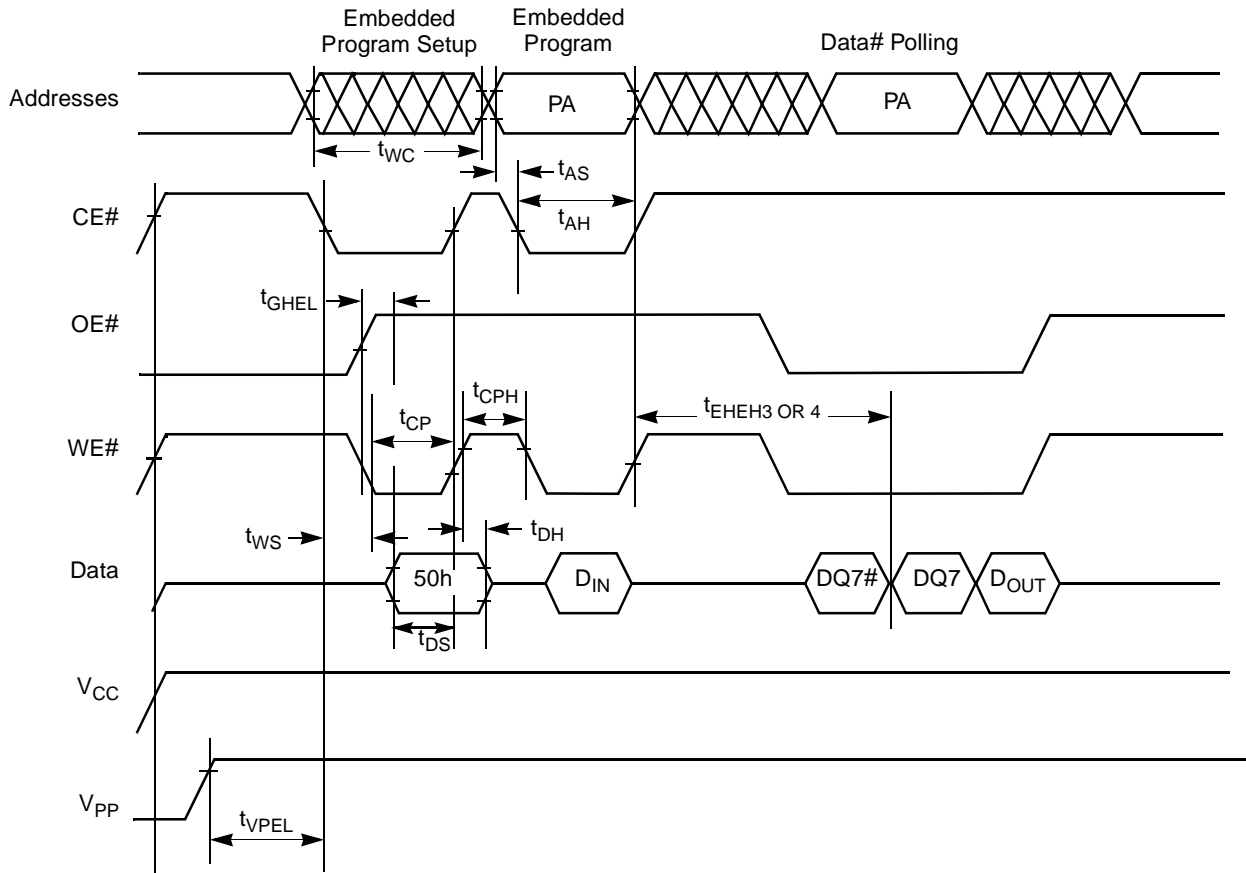 Embedded
Program Setup
Embedded
Program
Data# Polling
Addresses
PA
PA
tWC
tAS
CE#
tAH
tGHEL
OE#
tCPH
tCP
tEHEH3 OR 4
WE#
tWS
tDH
Data
50h
DIN
DQ7#
DQ7
DOUT
tDS
VCC
VPP
tVPEL